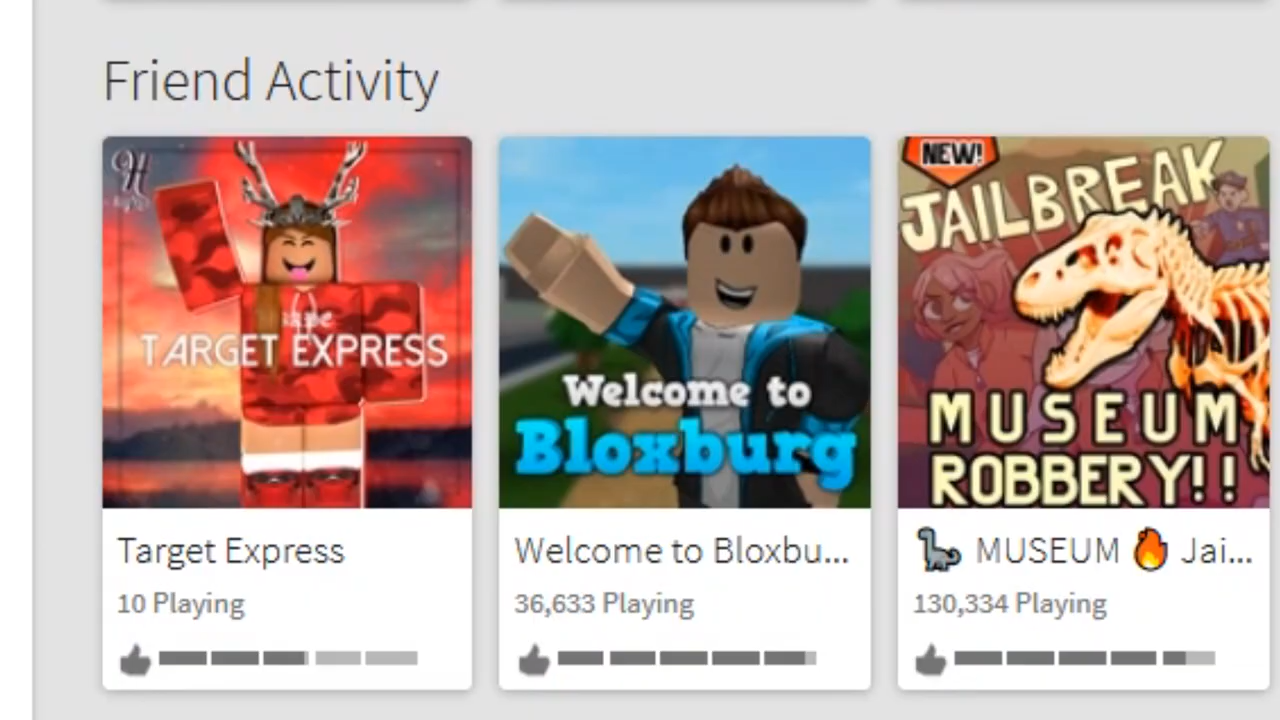 Friend Activity
H
TARGET EXPRESS
Welcome to
Bloxburg
NEW!
JAILBREAK
MUSEUM
ROBBERY!!
Target Express
10 Playing
Welcome to Bloxbu...
36,633 Playing
🦕 MUSEUM 🔥 Jai...
130,334 Playing